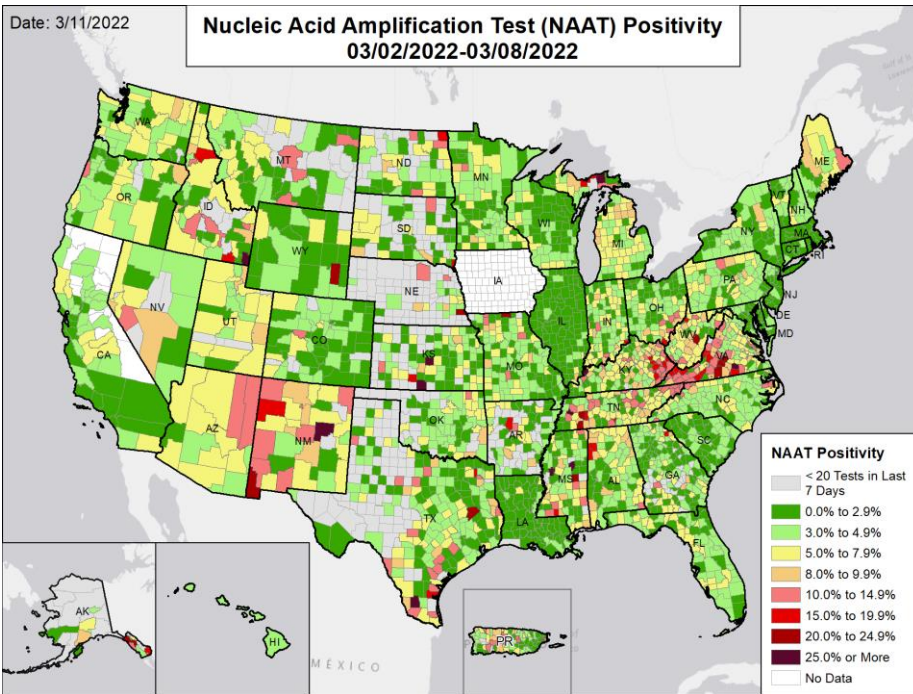 Date: 3/11/2022
Nucleic Acid Amplification Test (NAAT) Positivity
03/02/2022-03/08/2022
WA
MT
ND
MN
ME
OR
ID
SD
WI
MI
VT
NH
NY
MA
CT
RI
WY
NE
IA
PA
NJ
NV
UT
CO
IL
IN
OH
DE
MD
WV
VA
CA
KS
MO
KY
AZ
NM
OK
AR
TN
NC
SC
MS
AL
GA
TX
LA
FL
AK
HI
PR
MÉXICO
NAAT Positivity
< 20 Tests in Last
7 Days
0.0% to 2.9%
3.0% to 4.9%
5.0% to 7.9%
8.0% to 9.9%
10.0% to 14.9%
15.0% to 19.9%
20.0% to 24.9%
25.0% or More
No Data